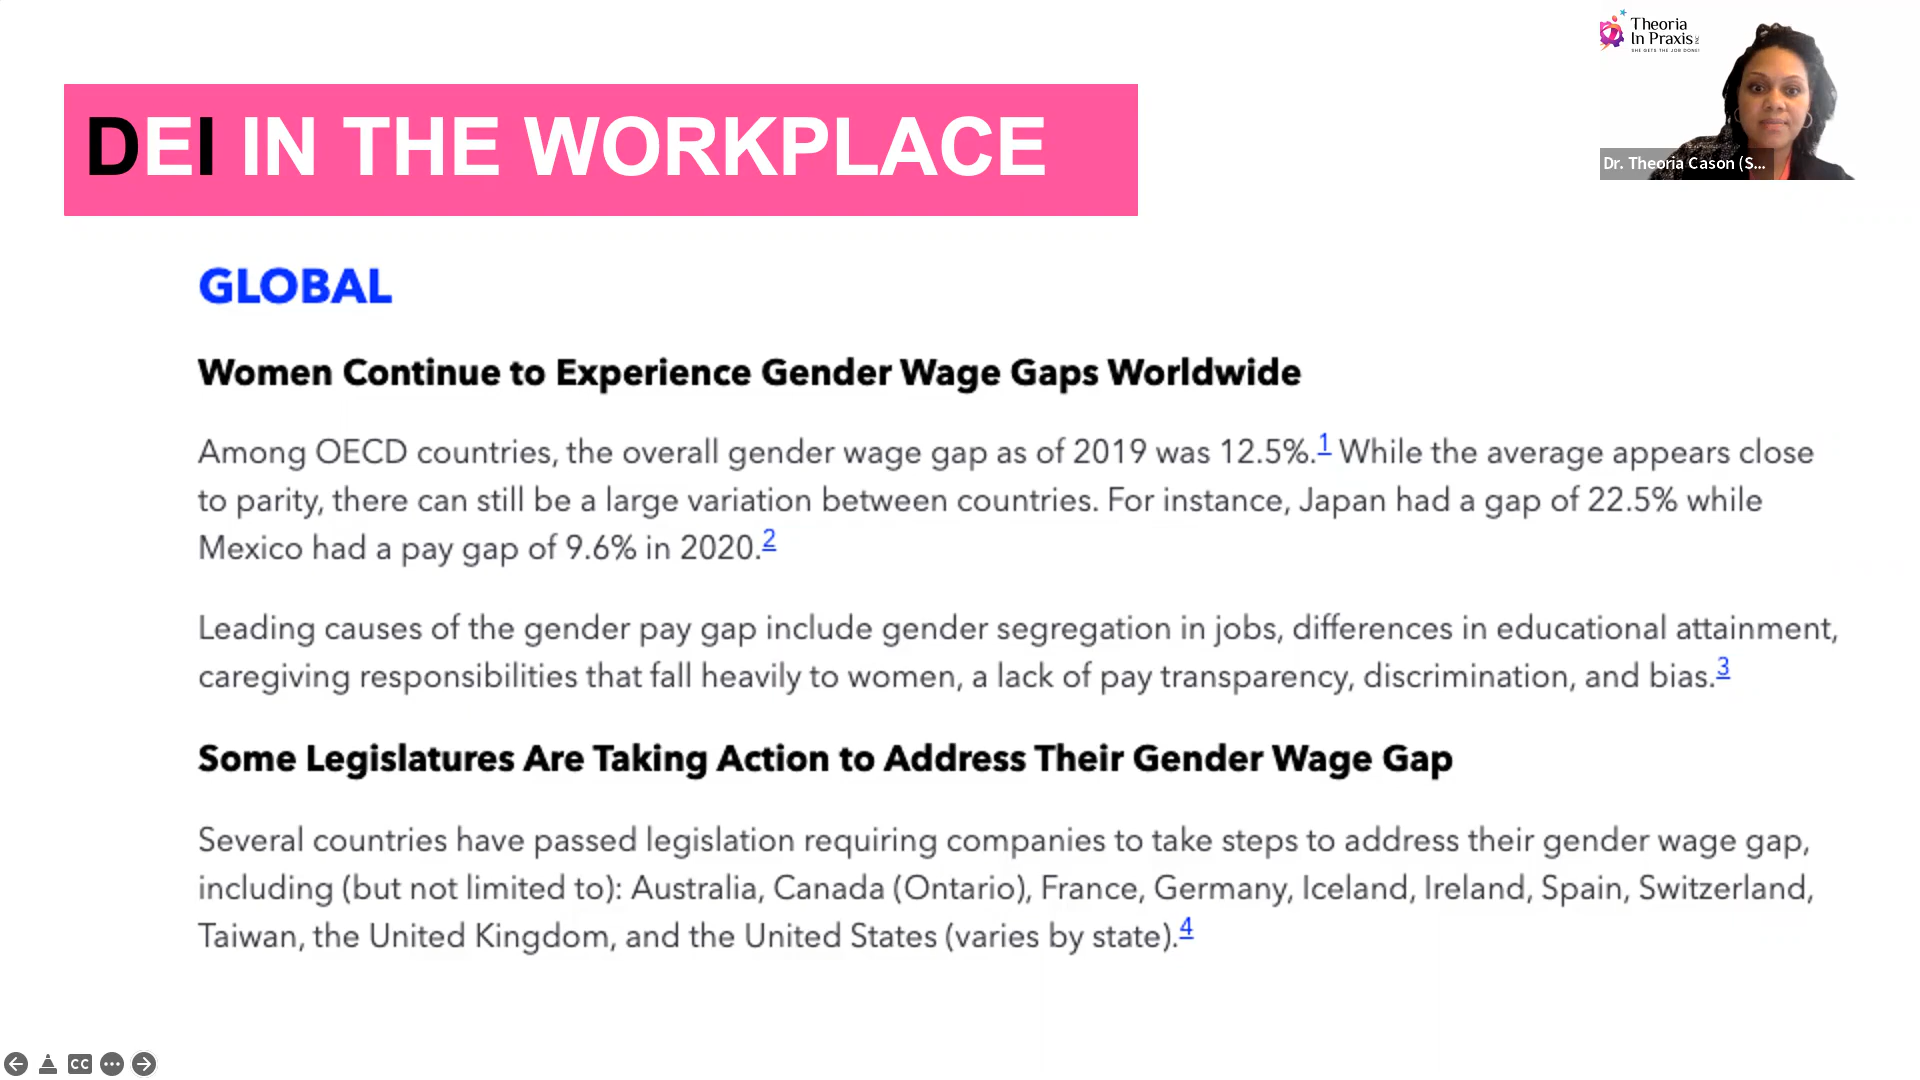 Theoria
In Praxis INC
SHE GETS THE JOB DONE!
Dr. Theoria Cason (S...
DEI IN THE WORKPLACE
GLOBAL
Women Continue to Experience Gender Wage Gaps Worldwide
Among OECD countries, the overall gender wage gap as of 2019 was 12.5%.1 While the average appears close
to parity, there can still be a large variation between countries. For instance, Japan had a gap of 22.5% while
Mexico had a pay gap of 9.6% in 2020.2
Leading causes of the gender pay gap include gender segregation in jobs, differences in educational attainment,
caregiving responsibilities that fall heavily to women, a lack of pay transparency, discrimination, and bias.3
Some Legislatures Are Taking Action to Address Their Gender Wage Gap
Several countries have passed legislation requiring companies to take steps to address their gender wage gap,
including (but not limited to): Australia, Canada (Ontario), France, Germany, Iceland, Ireland, Spain, Switzerland,
Taiwan, the United Kingdom, and the United States (varies by state).4
CC